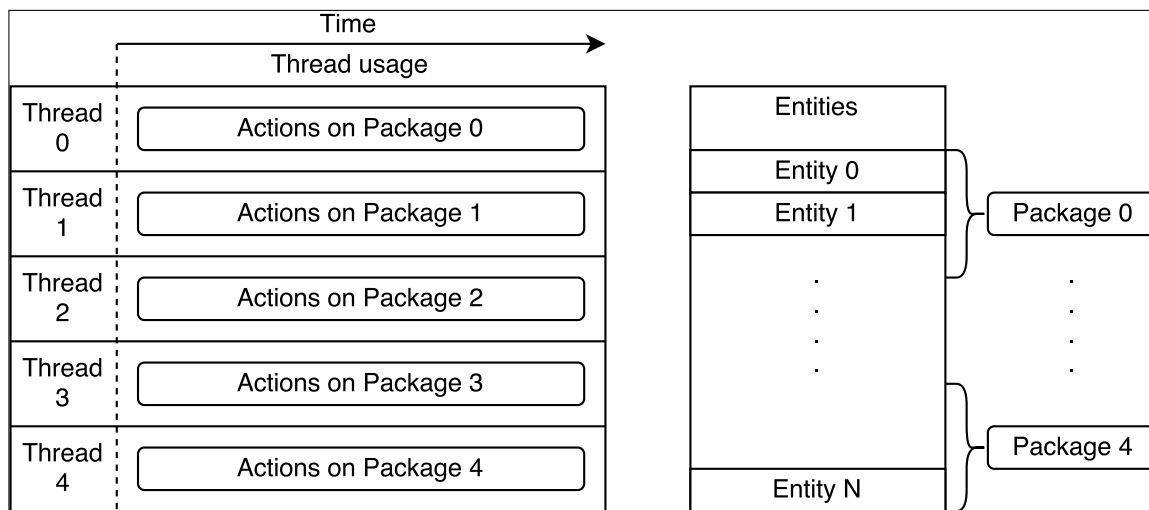 Time
Thread usage
Thread
0
Actions on Package 0
Thread
1
Actions on Package 1
Thread
2
Actions on Package 2
Thread
3
Actions on Package 3
Thread
4
Actions on Package 4
Entities
Entity 0
Entity 1
.
.
.
.
Entity N
Package 0
.
.
.
.
Package 4